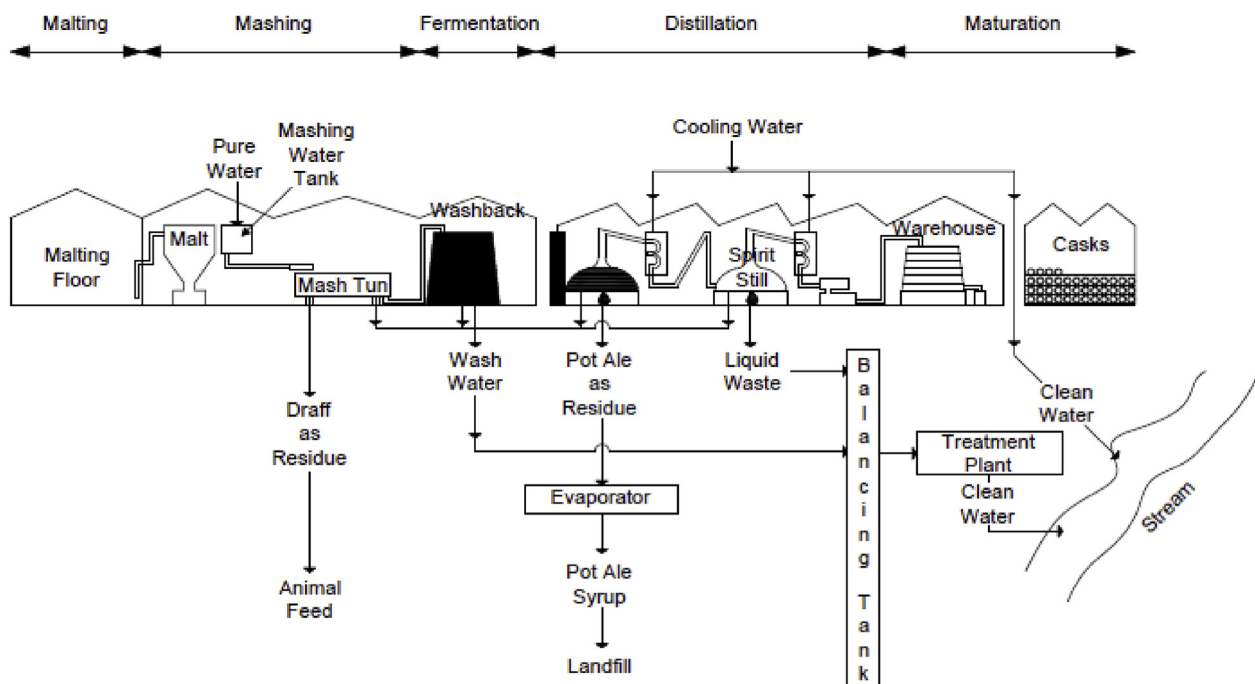 Malting
Mashing
Fermentation
Distillation
Maturation
Cooling Water
Pure
Water
Mashing
Water
Tank
Washback
Malting
Floor
Malt
Mash Tun
Spirit
Still
Warehouse
Casks
Wash
Water
Pot Ale
as
Residue
Liquid
Waste
Balancing Tank
Clean
Water
Draff
as
Residue
Treatment
Plant
Evaporator
Clean
Water
Stream
Animal
Feed
Pot Ale
Syrup
Landfill